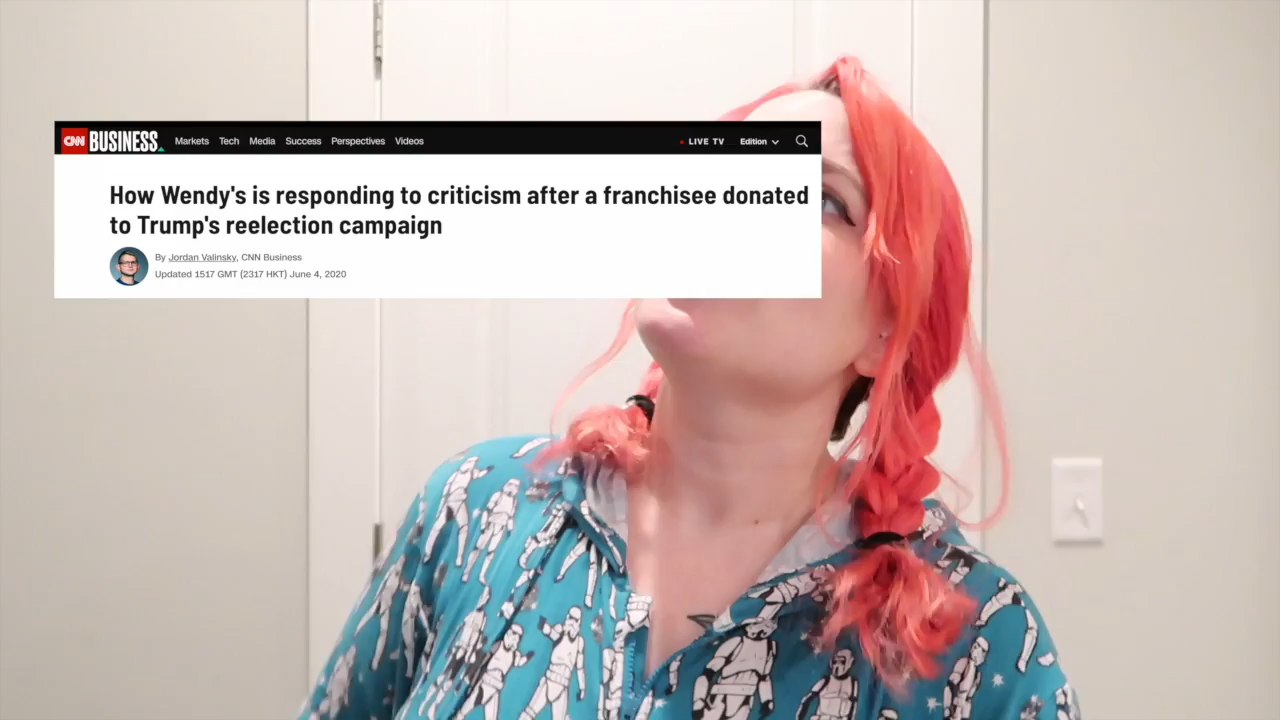 CNN BUSINESS Markets Tech Media Success Perspectives Videos LIVE TV Edition
How Wendy's is responding to criticism after a franchisee donated
to Trump's reelection campaign
By Jordan Valinsky, CNN Business
Updated 1517 GMT (2317 HKT) June 4, 2020